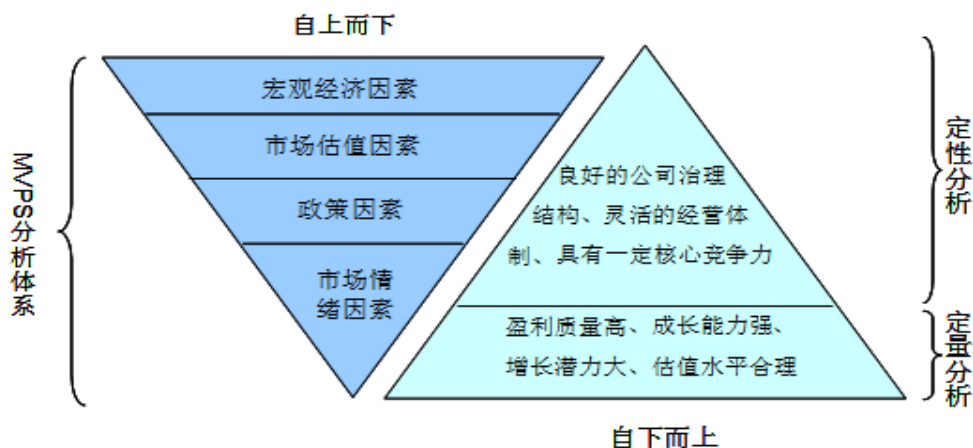 自上而下
宏观经济因素
市场估值因素
政策因素
市场情
绪因素
MVPS分析体系
良好的公司治理
结构、灵活的经营体
制、具有一定核心竞争力
盈利质量高、成长能力强、
增长潜力大、估值水平合理
定性分析
定量分析
自下而上